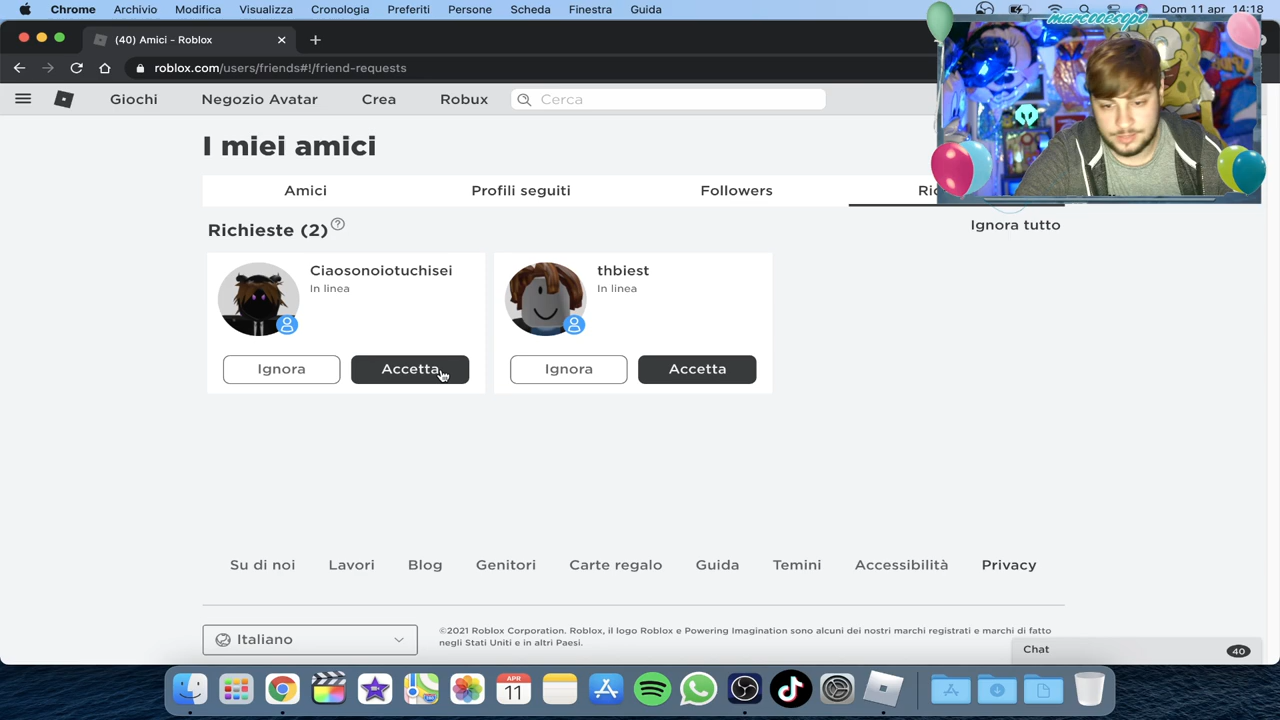 Chrome Archivio Modifica Visualizza Cronologia Preferiti Persone Scheda Finestra Guida Dom 11 apr 14:18
marcodesopo
(40) Amici - Roblox
roblox.com/users/friends#!/friend-requests
Giochi Negozio Avatar Crea Robux Cerca
I miei amici
Amici Profili seguiti Followers
Richieste (2) ?
Ignora tutto
Ciaosonoiotuchisei
In linea
Ignora Accetta
thbiest
In linea
Ignora Accetta
Su di noi Lavori Blog Genitori Carte regalo Guida Temini Accessibilità Privacy
Italiano
©2021 Roblox Corporation. Roblox, il logo Roblox e Powering Imagination sono alcuni dei nostri marchi registrati e marchi di fatto
negli Stati Uniti e in altri Paesi.
Chat 40
APR
11